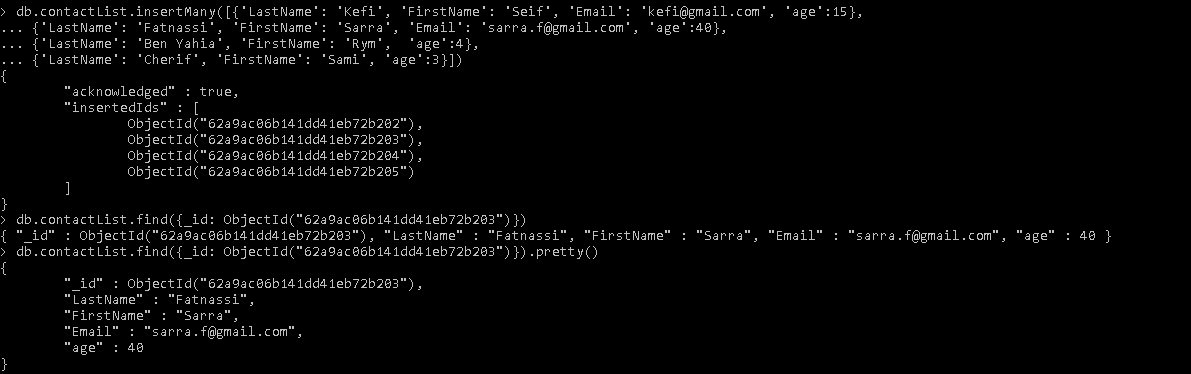 > db.contactList.insertMany([{'LastName': 'Kefi', 'FirstName': 'Seif', 'Email': 'kefi@gmail.com', 'age':15},
... {'LastName': 'Fatnassi', 'FirstName': 'Sarra', 'Email': 'sarra.f@gmail.com', 'age':40},
... {'LastName': 'Ben Yahia', 'FirstName': 'Rym',  'age':4},
... {'LastName': 'Cherif', 'FirstName': 'Sami', 'age':3}])
{
        "acknowledged" : true,
        "insertedIds" : [
                ObjectId("62a9ac06b141dd41eb72b202"),
                ObjectId("62a9ac06b141dd41eb72b203"),
                ObjectId("62a9ac06b141dd41eb72b204"),
                ObjectId("62a9ac06b141dd41eb72b205")
        ]
}
> db.contactList.find({_id: ObjectId("62a9ac06b141dd41eb72b203")})
{ "_id" : ObjectId("62a9ac06b141dd41eb72b203"), "LastName" : "Fatnassi", "FirstName" : "Sarra", "Email" : "sarra.f@gmail.com", "age" : 40 }
> db.contactList.find({_id: ObjectId("62a9ac06b141dd41eb72b203")}).pretty()
{
        "_id" : ObjectId("62a9ac06b141dd41eb72b203"),
        "LastName" : "Fatnassi",
        "FirstName" : "Sarra",
        "Email" : "sarra.f@gmail.com",
        "age" : 40
}